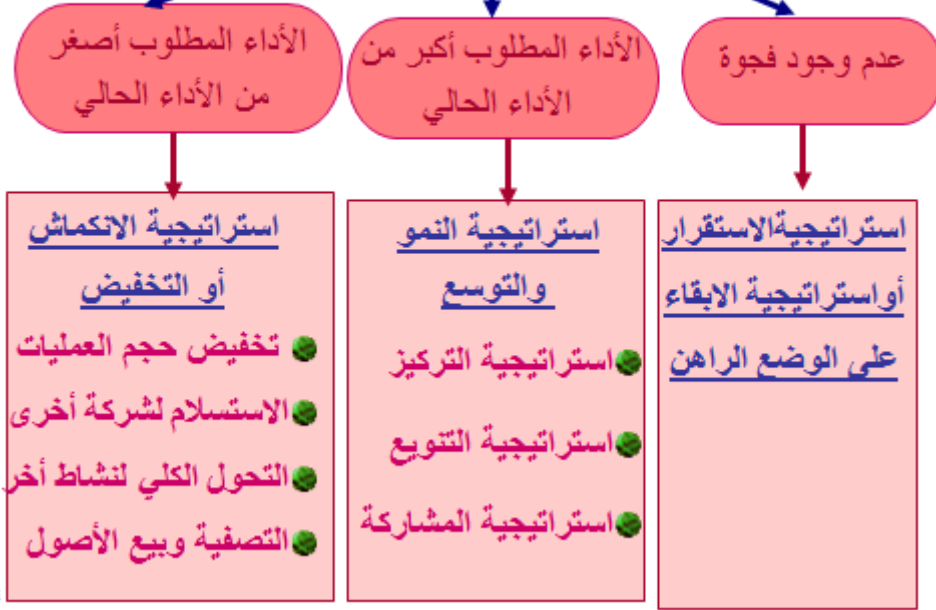 عدم وجود فجوة
استراتيجيةالاستقرار
أواستراتيجية الابقاء
على الوضع الراهن
الأداء المطلوب أكبر من
الأداء الحالي
استراتيجية النمو
والتوسع
استراتيجية التركيز
استراتيجية التنويع
استراتيجية المشاركة
الأداء المطلوب أصغر
من الأداء الحالي
استراتيجية الانكماش
أو التخفيض
تخفيض حجم العمليات
الاستسلام لشركة أخرى
التحول الكلي لنشاط أخر
التصفية وبيع الأصول